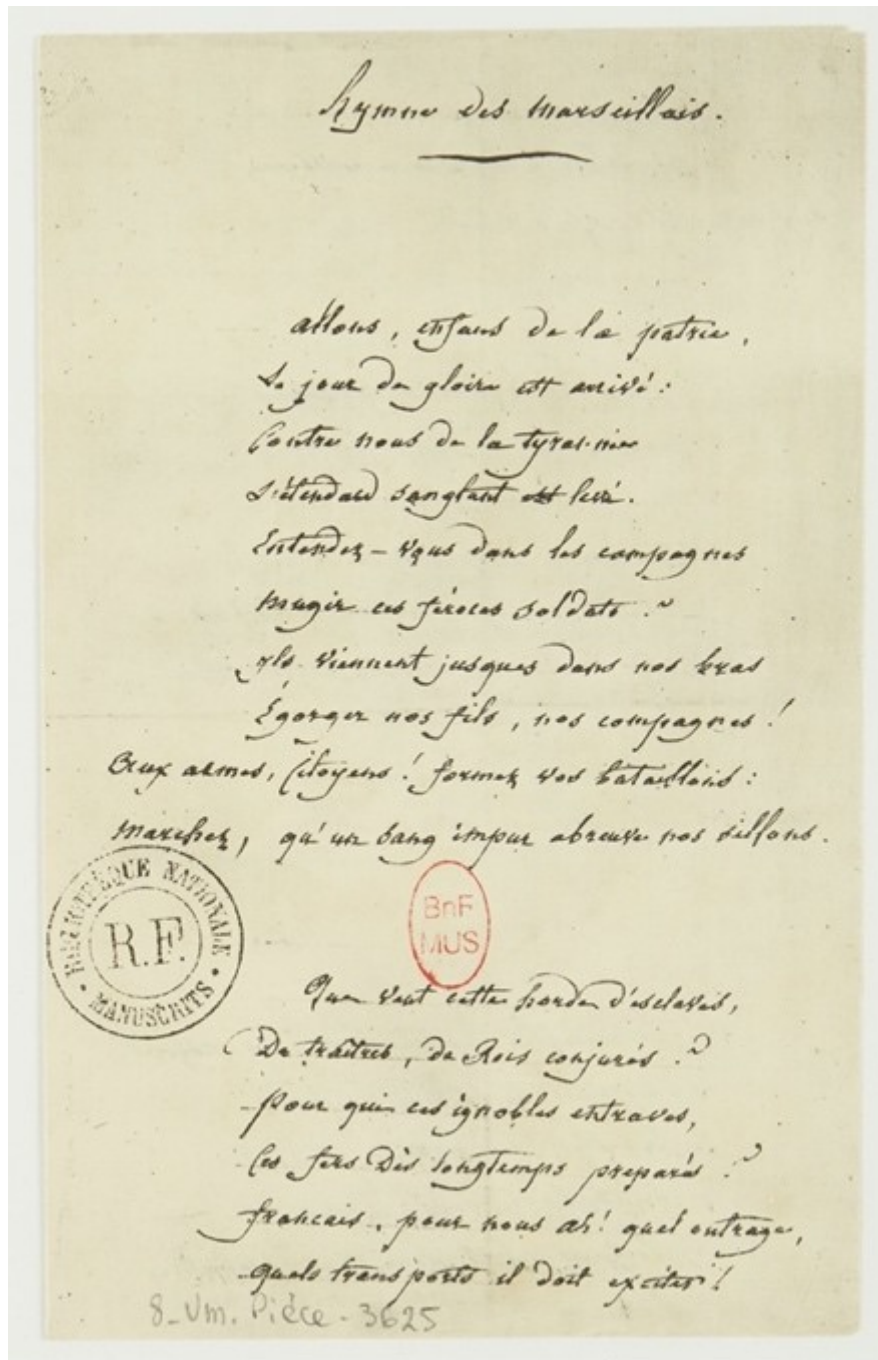 hymne des marseillais.
allons, enfans de la patrie,
Le jour de gloire est arrivé :
Contre nous de la tyrannie
L'étendard sanglant est levé.
Entendez-vous dans les campagnes
mugir ces féroces soldats ?
ils viennent jusques dans nos bras
Égorger nos fils, nos compagnes !
Aux armes, Citoyens ! formez vos bataillons :
marchez, qu'un sang impur abreuve nos sillons.
BIBLIOTHÈQUE NATIONALE
R.F.
MANUSCRITS
BnF
MUS
Que veut cette horde d'esclaves,
De traîtres, de Rois conjurés ?
pour qui ces ignobles entraves,
Ces fers Dès longtemps preparés ?
français, pour nous ah! quel outrage,
quels transports il doit exciter !
8-Vm. Pièce-3625